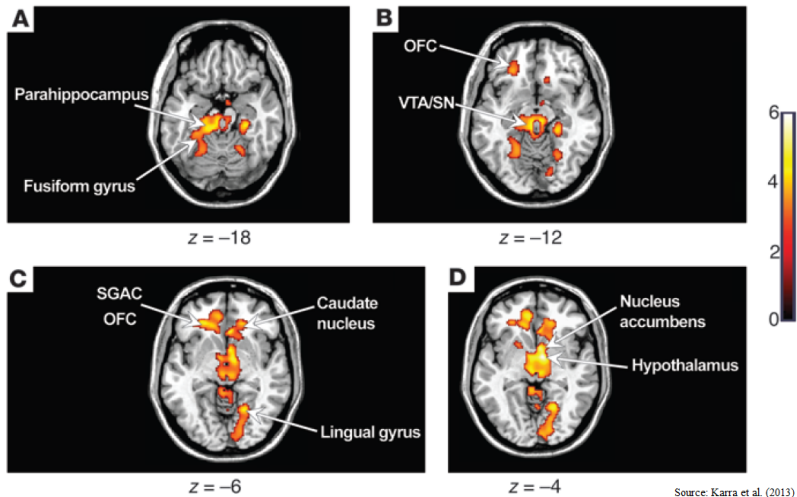 A
Parahippocampus
Fusiform gyrus
z = –18
B
OFC
VTA/SN
z = –12
6
4
2
0
C
SGAC
OFC
Caudate
nucleus
Lingual gyrus
z = –6
D
Nucleus
accumbens
Hypothalamus
z = –4
Source: Karra et al. (2013)